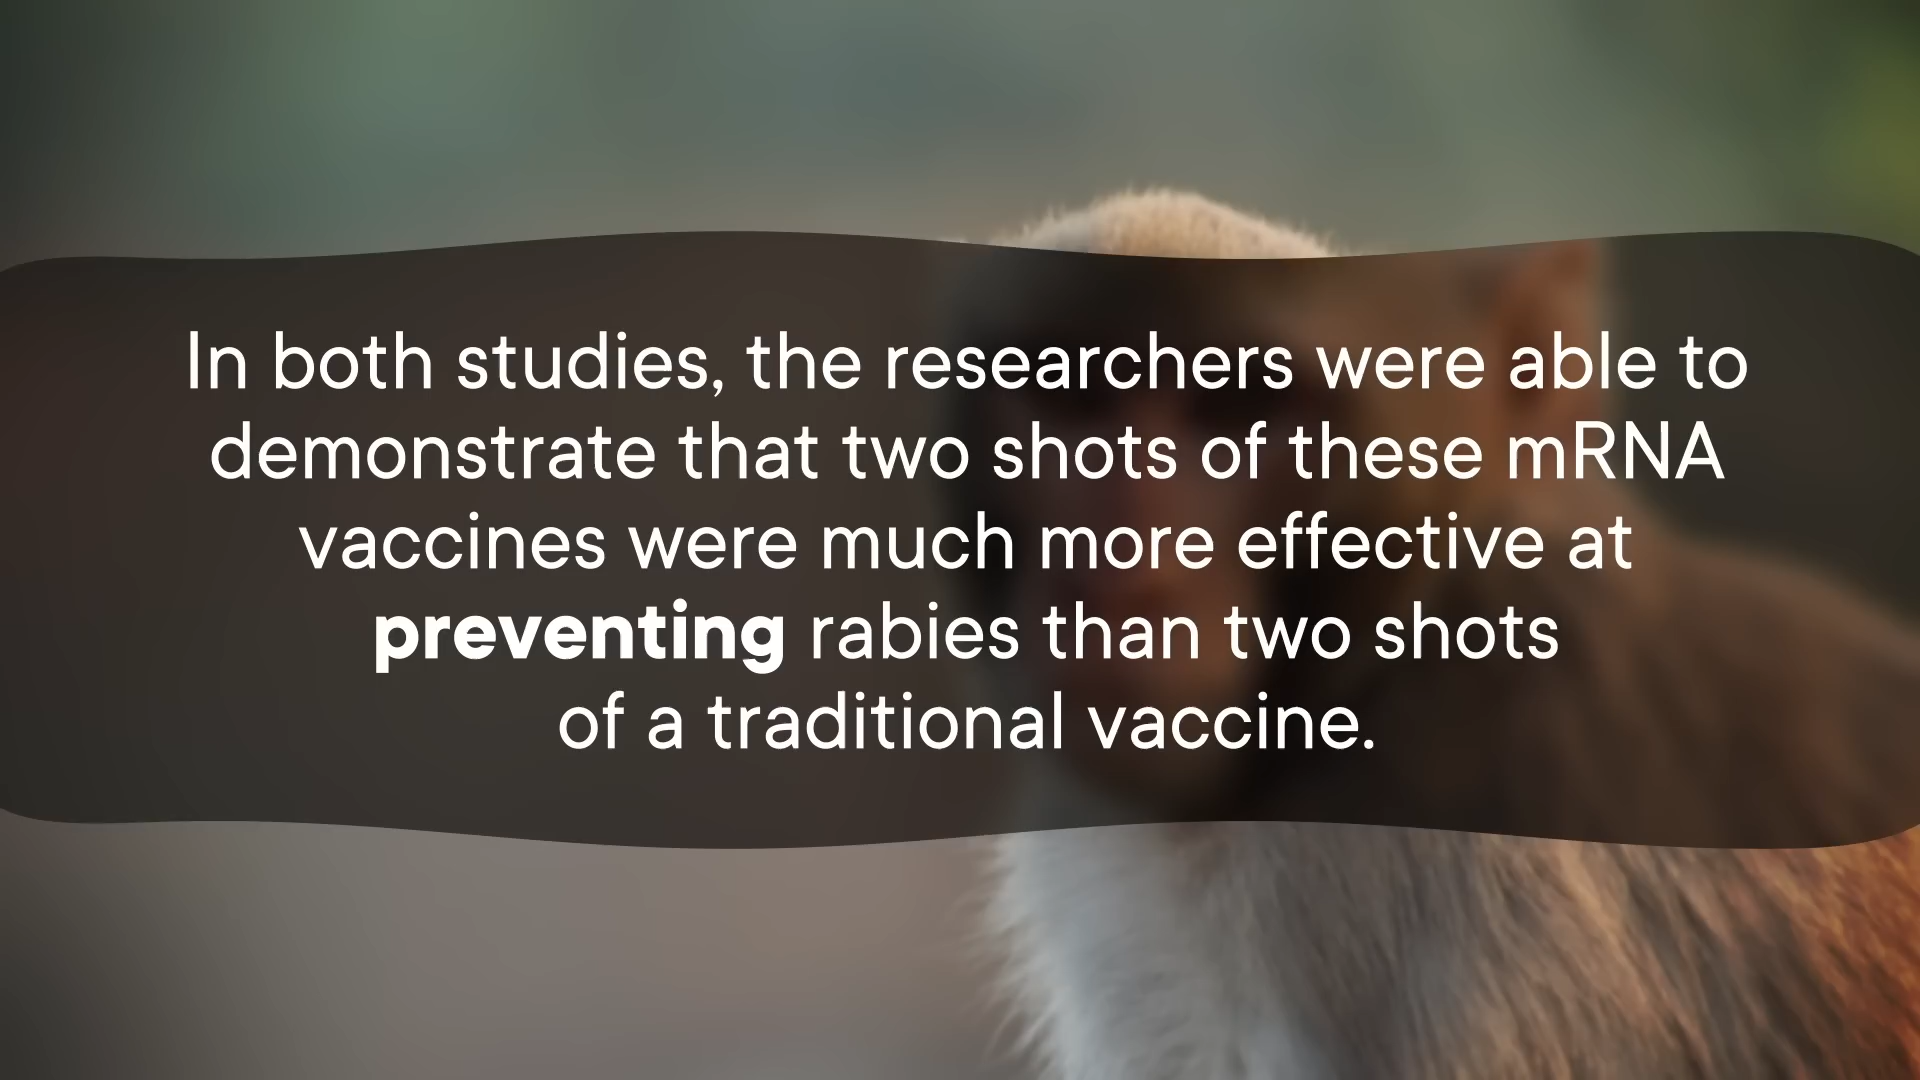 In both studies, the researchers were able to
demonstrate that two shots of these mRNA
vaccines were much more effective at
preventing rabies than two shots
of a traditional vaccine.